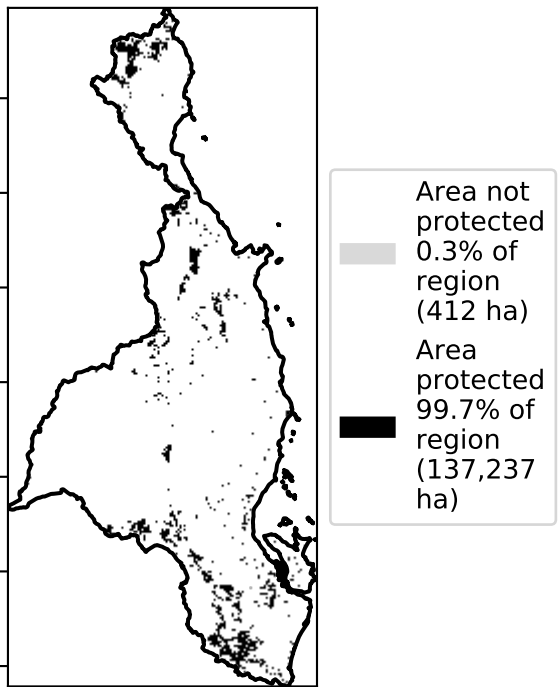 Area not
protected
0.3% of
region
(412 ha)
Area
protected
99.7% of
region
(137,237
ha)